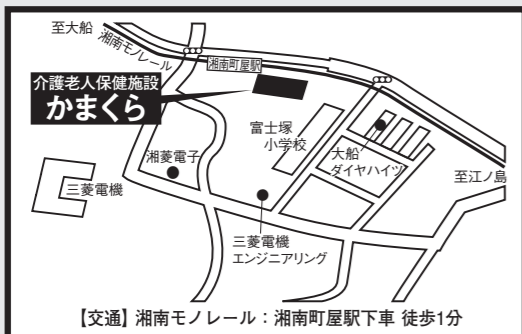 至大船
湘南モノレール
湘南町屋駅
介護老人保健施設
かまくら
富士塚
小学校
大船
ダイヤハイツ
湘菱電子
至江ノ島
三菱電機
三菱電機
エンジニアリング
【交通】湘南モノレール：湘南町屋駅下車 徒歩1分